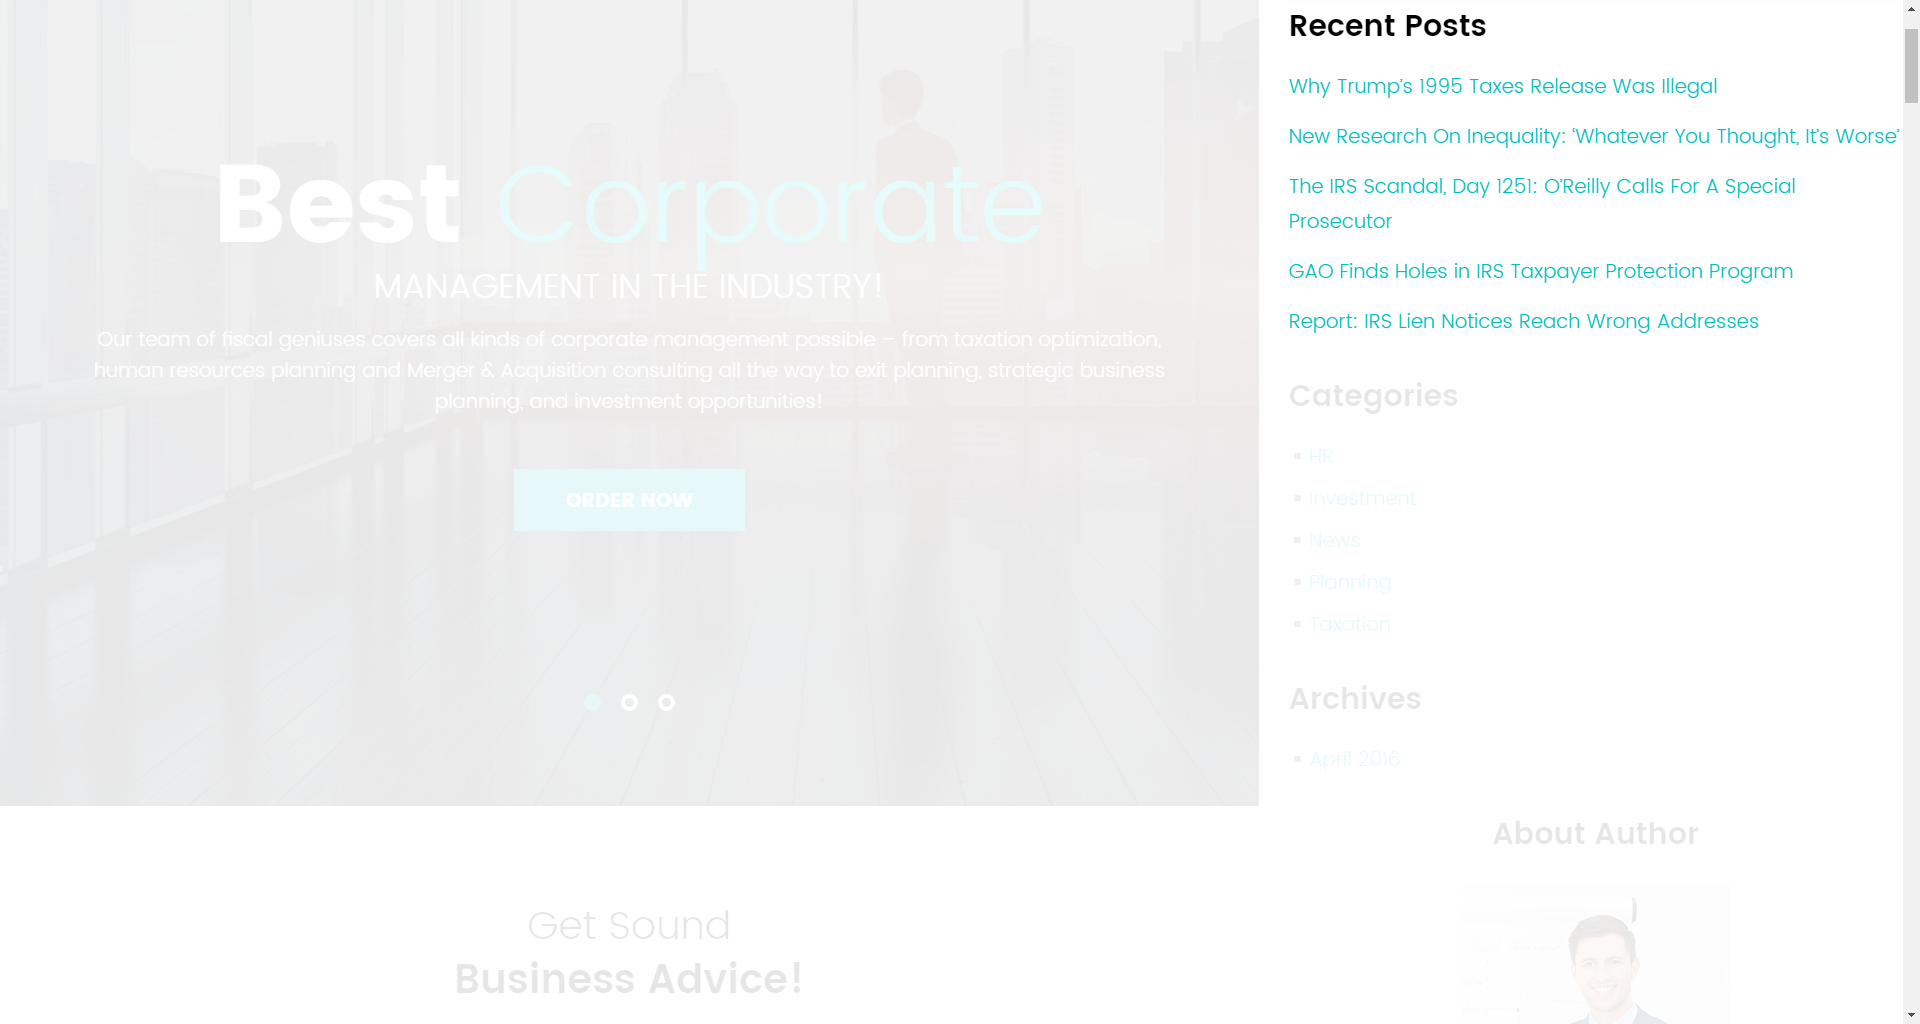 Best Corporate
MANAGEMENT IN THE INDUSTRY!
Our team of fiscal geniuses covers all kinds of corporate management possible – from taxation optimization,
human resources planning and Merger & Acquisition consulting all the way to exit planning, strategic business
planning, and investment opportunities!
ORDER NOW
Get Sound
Business Advice!
Recent Posts
Why Trump’s 1995 Taxes Release Was Illegal
New Research On Inequality: ‘Whatever You Thought, It’s Worse’
The IRS Scandal, Day 1251: O’Reilly Calls For A Special
Prosecutor
GAO Finds Holes in IRS Taxpayer Protection Program
Report: IRS Lien Notices Reach Wrong Addresses
Categories
HR
Investment
News
Planning
Taxation
Archives
April 2016
About Author